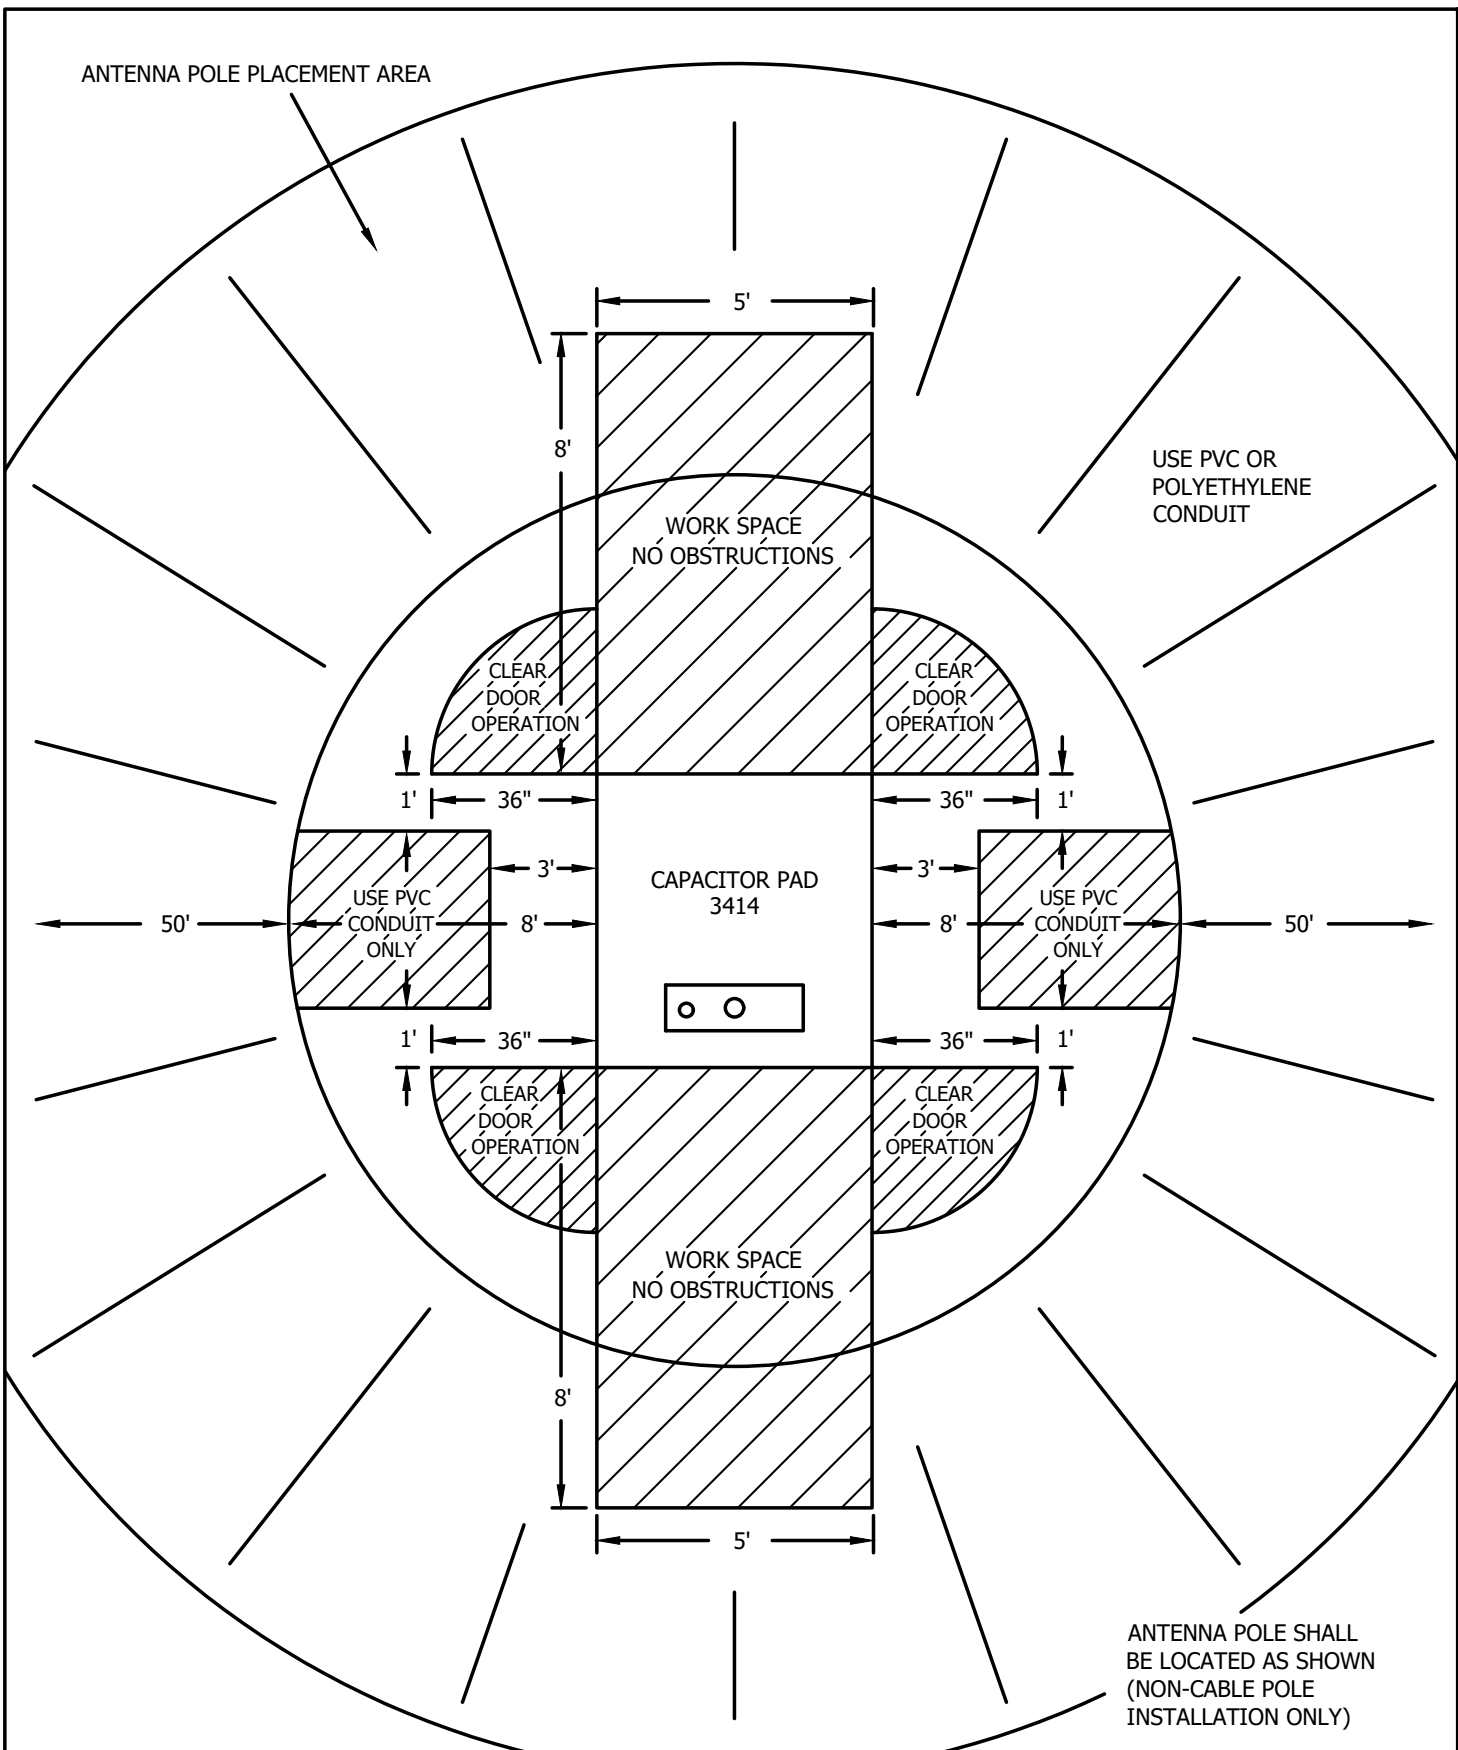 ANTENNA POLE PLACEMENT AREA
5'
8'
USE PVC OR
POLYETHYLENE
CONDUIT
WORK SPACE
NO OBSTRUCTIONS
CLEAR
DOOR
OPERATION
CLEAR
DOOR
OPERATION
1'
36"
36"
1'
3'
3'
CAPACITOR PAD
3414
50'
USE PVC
CONDUIT
ONLY
8'
8'
USE PVC
CONDUIT
ONLY
50'
1'
36"
36"
1'
CLEAR
DOOR
OPERATION
CLEAR
DOOR
OPERATION
WORK SPACE
NO OBSTRUCTIONS
8'
5'
ANTENNA POLE SHALL
BE LOCATED AS SHOWN
(NON-CABLE POLE
INSTALLATION ONLY)